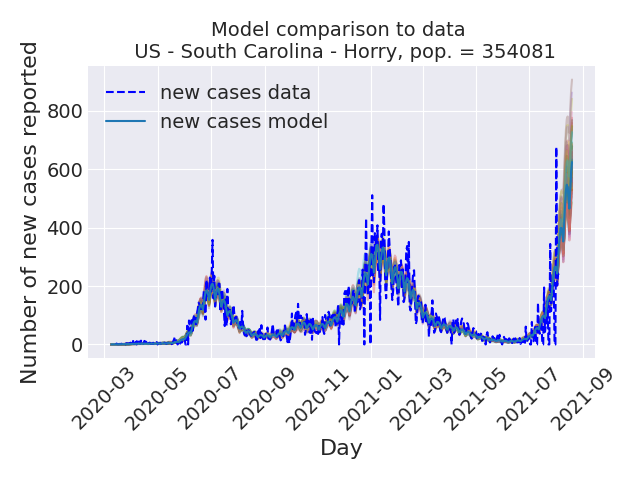 Model comparison to data
US - South Carolina - Horry, pop. = 354081
Number of new cases reported
new cases data
new cases model
800
600
400
200
0
2020-03
2020-05
2020-07
2020-09
2020-11
2021-01
2021-03
2021-05
2021-07
2021-09
Day